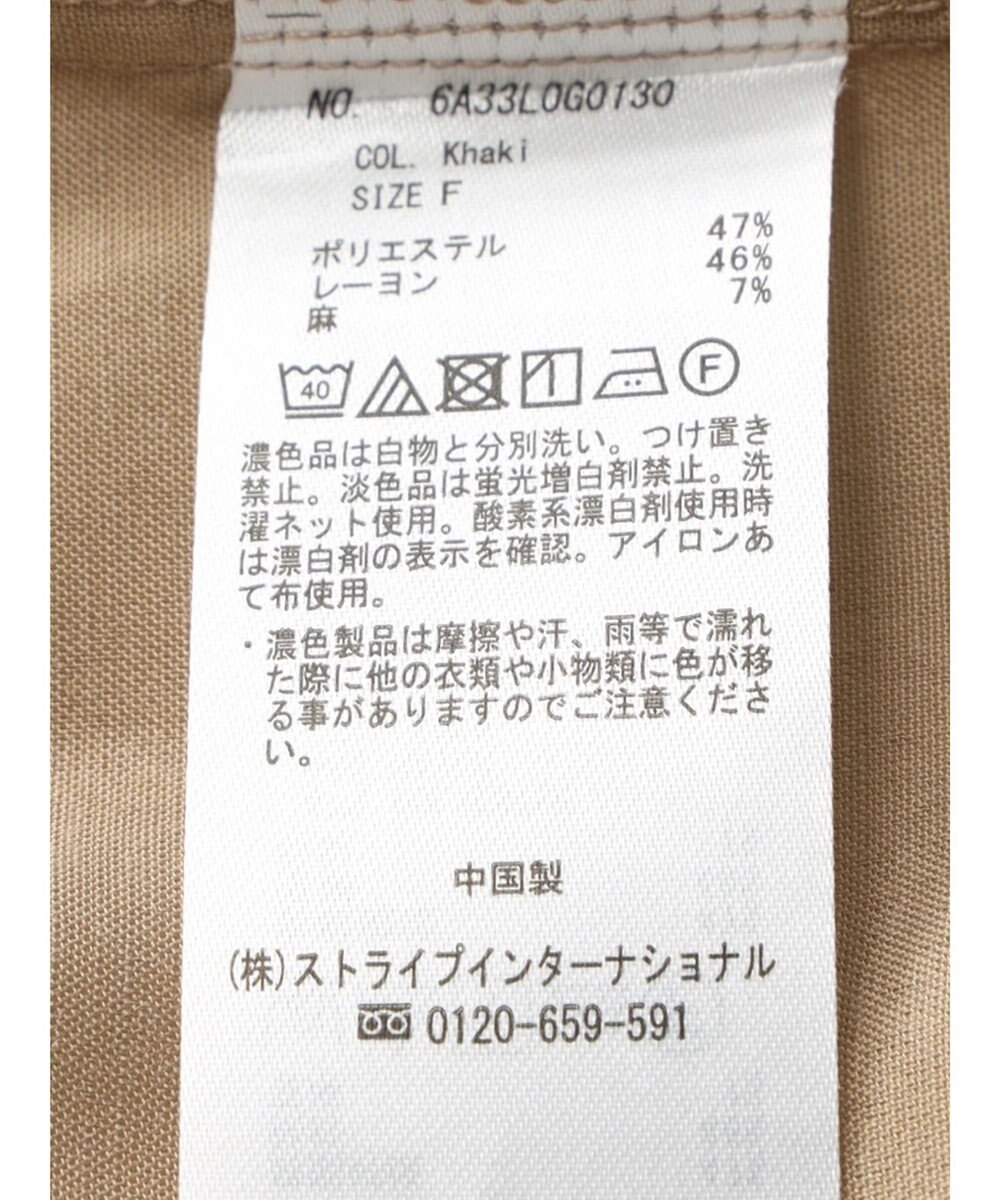 NO. 6A33L0G0130
COL. Khaki
SIZE F
ポリエステル 47%
レーヨン 46%
麻 7%
40 F
濃色品は白物と分別洗い。つけ置き
禁止。淡色品は蛍光増白剤禁止。洗
濯ネット使用。酸素系漂白剤使用時
は漂白剤の表示を確認。アイロンあ
て布使用。
・濃色製品は摩擦や汗、雨等で濡れ
た際に他の衣類や小物類に色が移
る事がありますのでご注意くださ
い。
中国製
(株)ストライプインターナショナル
0120-659-591